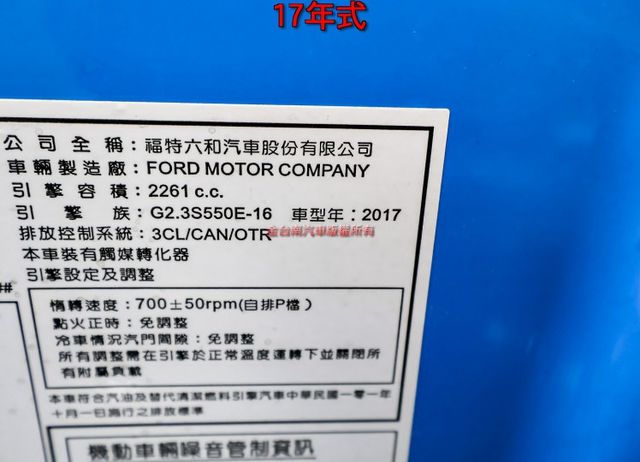 17年式
公司全稱：福特六和汽車股份有限公司
車輛製造廠：FORD MOTOR COMPANY
引擎容積：2261 c.c.
引擎族：G2.3S550E-16 車型年：2017
排放控制系統：3CL/CAN/OTR
金台南汽車版權所有
本車裝有觸媒轉化器
引擎設定及調整
##
惰轉速度：700±50rpm(自排P檔)
點火正時：免調整
冷車情況汽門間隙：免調整
所有調整需在引擎於正常溫度運轉下並關閉所
有附屬負載
本車符合汽油及替代清潔燃料引擎汽車中華民國一０一年
十月一日施行之排放標準
機動車輛噪音管制資訊